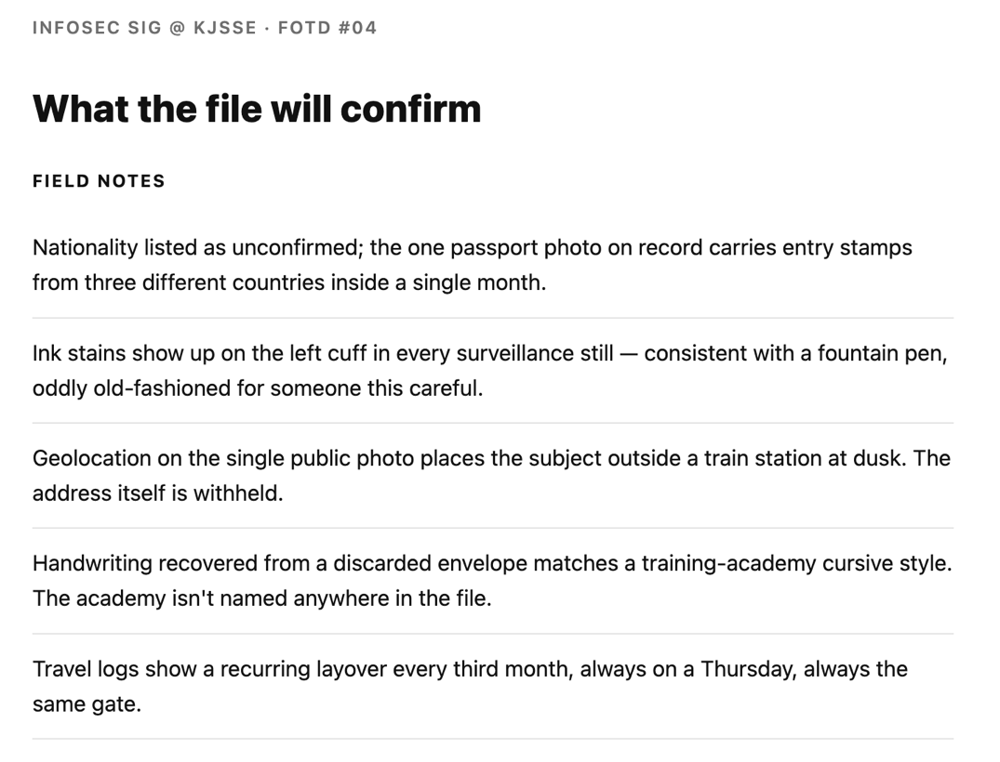 INFOSEC SIG @ KJSSE · FOTD #04
What the file will confirm
FIELD NOTES
Nationality listed as unconfirmed; the one passport photo on record carries entry stamps
from three different countries inside a single month.
Ink stains show up on the left cuff in every surveillance still — consistent with a fountain pen,
oddly old-fashioned for someone this careful.
Geolocation on the single public photo places the subject outside a train station at dusk. The
address itself is withheld.
Handwriting recovered from a discarded envelope matches a training-academy cursive style.
The academy isn't named anywhere in the file.
Travel logs show a recurring layover every third month, always on a Thursday, always the
same gate.